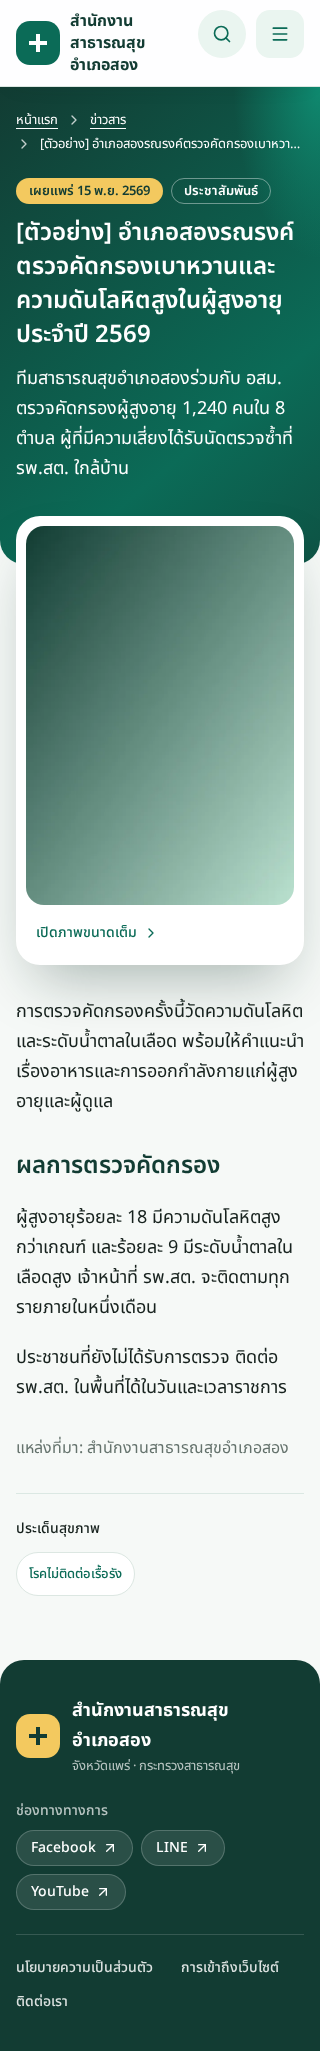 สำนักงาน
สาธารณสุข
อำเภอสอง
หน้าแรก
ข่าวสาร
[ตัวอย่าง] อำเภอสองรณรงค์ตรวจคัดกรองเบาหวา...
เผยแพร่ 15 พ.ย. 2569
ประชาสัมพันธ์
[ตัวอย่าง] อำเภอสองรณรงค์
ตรวจคัดกรองเบาหวานและ
ความดันโลหิตสูงในผู้สูงอายุ
ประจำปี 2569
ทีมสาธารณสุขอำเภอสองร่วมกับ อสม.
ตรวจคัดกรองผู้สูงอายุ 1,240 คนใน 8
ตำบล ผู้ที่มีความเสี่ยงได้รับนัดตรวจซ้ำที่
รพ.สต. ใกล้บ้าน
เปิดภาพขนาดเต็ม
การตรวจคัดกรองครั้งนี้วัดความดันโลหิต
และระดับน้ำตาลในเลือด พร้อมให้คำแนะนำ
เรื่องอาหารและการออกกำลังกายแก่ผู้สูง
อายุและผู้ดูแล
ผลการตรวจคัดกรอง
ผู้สูงอายุร้อยละ 18 มีความดันโลหิตสูง
กว่าเกณฑ์ และร้อยละ 9 มีระดับน้ำตาลใน
เลือดสูง เจ้าหน้าที่ รพ.สต. จะติดตามทุก
รายภายในหนึ่งเดือน
ประชาชนที่ยังไม่ได้รับการตรวจ ติดต่อ
รพ.สต. ในพื้นที่ได้ในวันและเวลาราชการ
แหล่งที่มา: สำนักงานสาธารณสุขอำเภอสอง
ประเด็นสุขภาพ
โรคไม่ติดต่อเรื้อรัง
สำนักงานสาธารณสุข
อำเภอสอง
จังหวัดแพร่ · กระทรวงสาธารณสุข
ช่องทางทางการ
Facebook
LINE
YouTube
นโยบายความเป็นส่วนตัว
การเข้าถึงเว็บไซต์
ติดต่อเรา